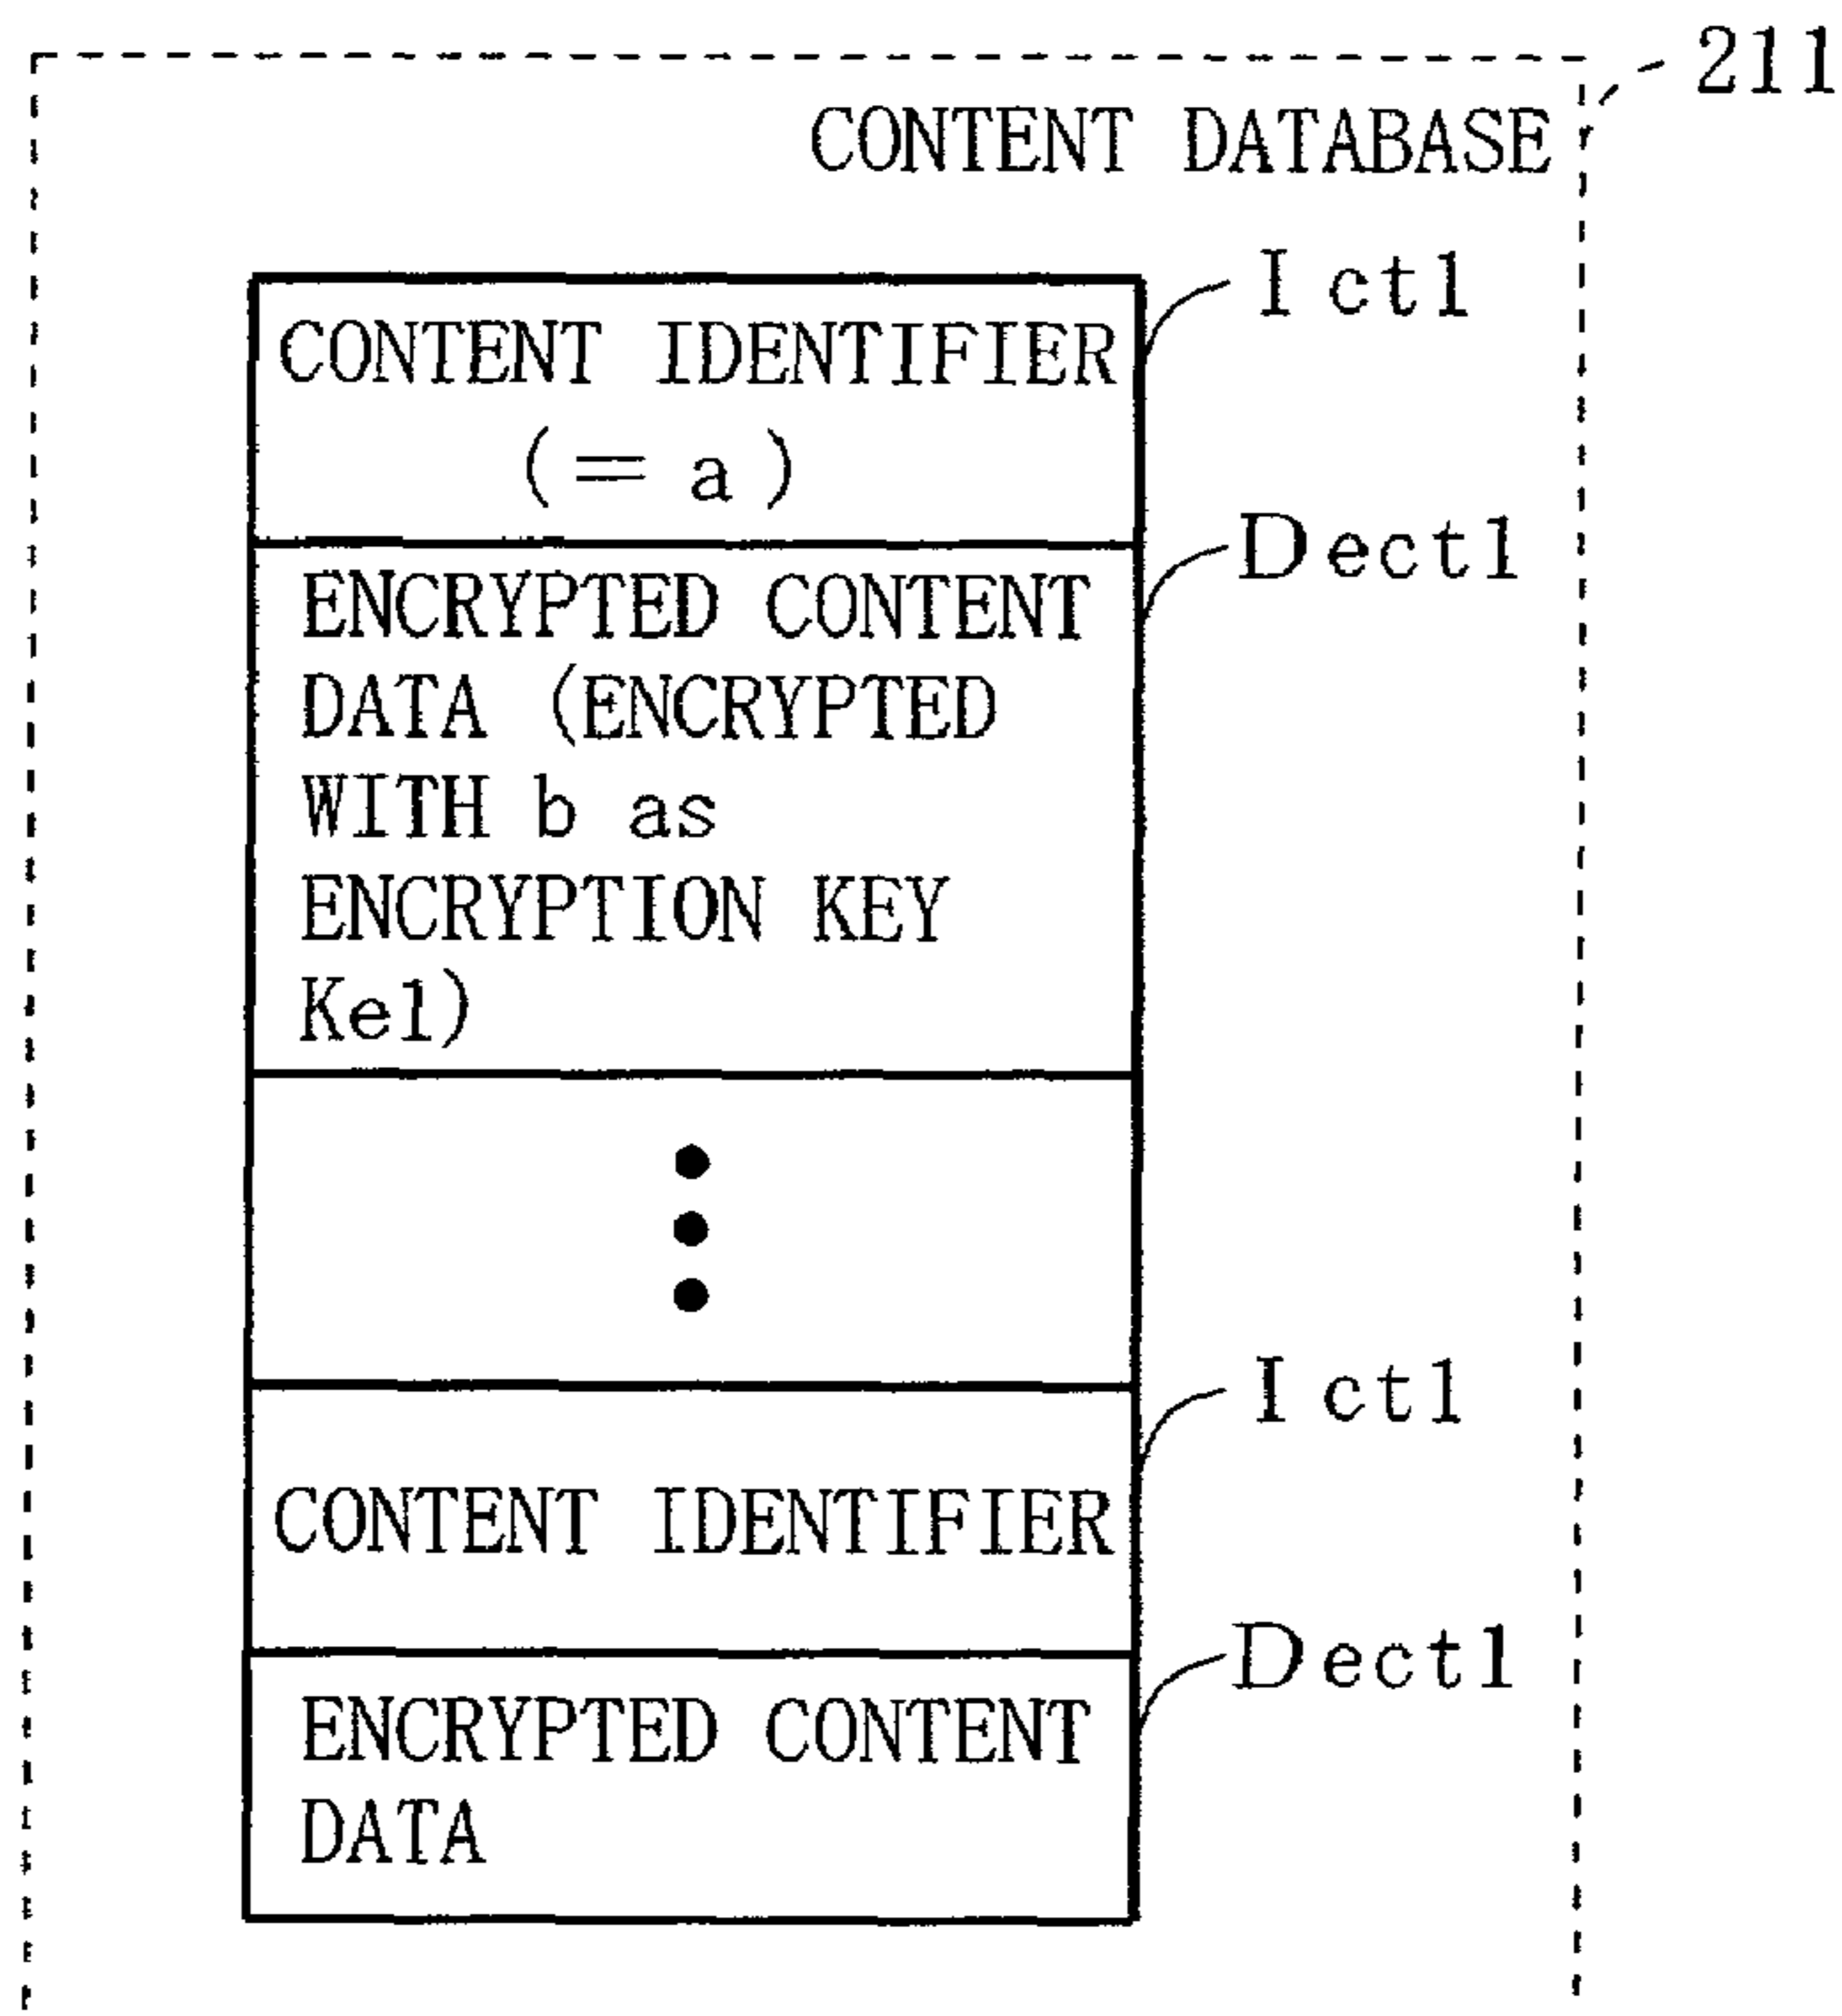 211
CONTENT DATABASE
Ict1
CONTENT IDENTIFIER
(=a)
Dect1
ENCRYPTED CONTENT
DATA (ENCRYPTED
WITH b as
ENCRYPTION KEY
Ke1)
Ict1
CONTENT IDENTIFIER
Dect1
ENCRYPTED CONTENT
DATA